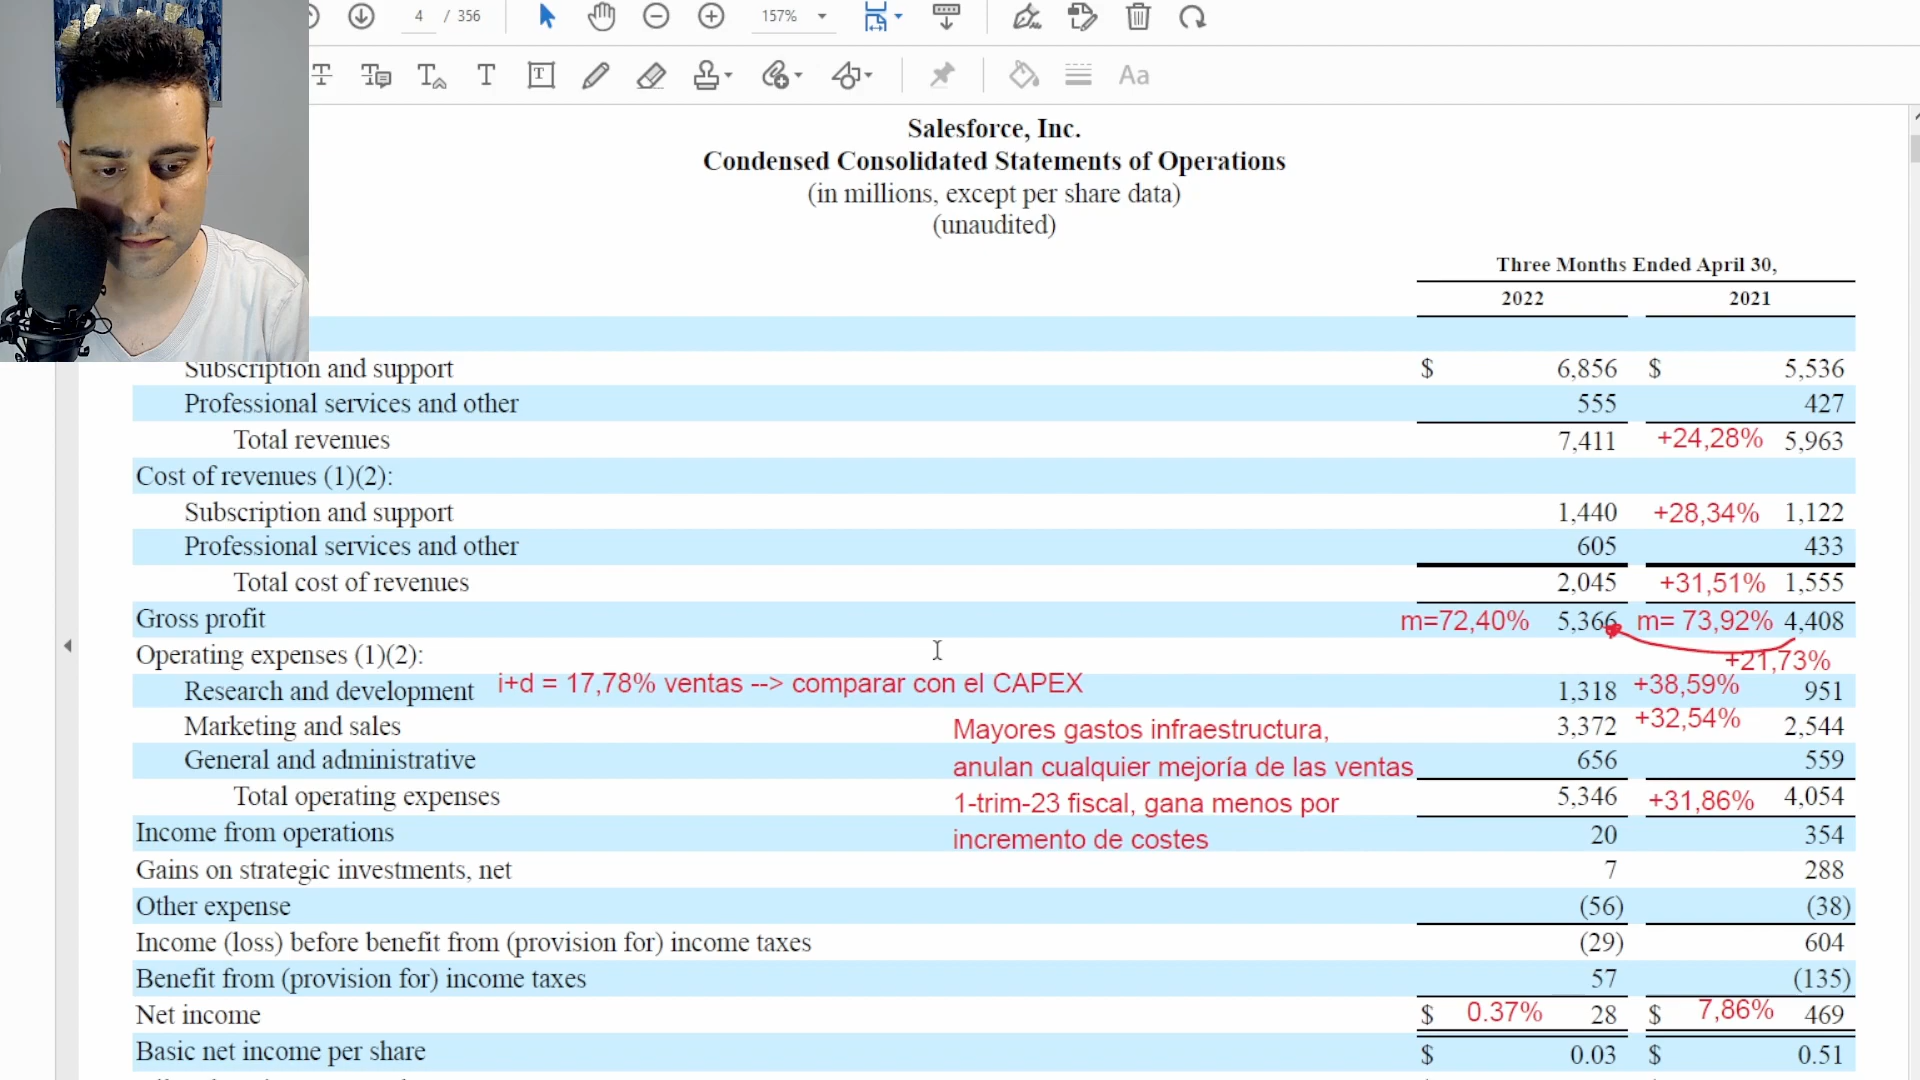 4 / 356
157%
Aa
Salesforce, Inc.
Condensed Consolidated Statements of Operations
(in millions, except per share data)
(unaudited)
Three Months Ended April 30,
2022 2021
Subscription and support $ 6,856 $ 5,536
Professional services and other 555 427
Total revenues 7,411 +24,28% 5,963
Cost of revenues (1)(2):
Subscription and support 1,440 +28,34% 1,122
Professional services and other 605 433
Total cost of revenues 2,045 +31,51% 1,555
Gross profit m=72,40% 5,366 m= 73,92% 4,408
Operating expenses (1)(2): +21,73%
Research and development i+d = 17,78% ventas --> comparar con el CAPEX 1,318 +38,59% 951
Marketing and sales Mayores gastos infraestructura, 3,372 +32,54% 2,544
General and administrative anulan cualquier mejoría de las ventas 656 559
Total operating expenses 1-trim-23 fiscal, gana menos por 5,346 +31,86% 4,054
Income from operations incremento de costes 20 354
Gains on strategic investments, net 7 288
Other expense (56) (38)
Income (loss) before benefit from (provision for) income taxes (29) 604
Benefit from (provision for) income taxes 57 (135)
Net income $ 0.37% 28 $ 7,86% 469
Basic net income per share $ 0.03 $ 0.51